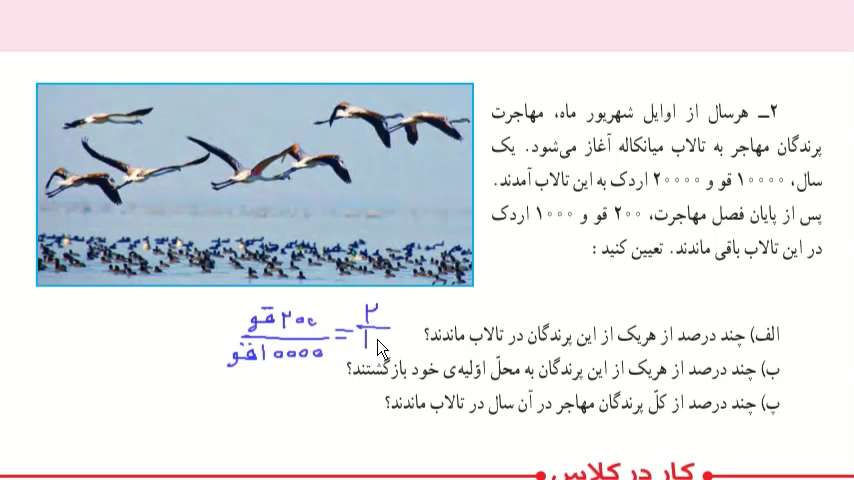 ۲ــ هرسال از اوایل شهریور ماه، مهاجرت
پرندگان مهاجر به تالاب میانکاله آغاز می‌شود. یک
سال، ۱۰۰۰۰ قو و ۲۰۰۰۰ اردک به این تالاب آمدند.
پس از پایان فصل مهاجرت، ۲۰۰ قو و ۱۰۰۰ اردک
در این تالاب باقی ماندند. تعیین کنید :
الف) چند درصد از هریک از این پرندگان در تالاب ماندند؟
۲۰۰ قو / ۱۰۰۰۰ قو = ۲ / ۱
ب) چند درصد از هریک از این پرندگان به محلّ اوّلیه‌ی خود بازگشتند؟
پ) چند درصد از کلّ پرندگان مهاجر در آن سال در تالاب ماندند؟
کار در کلاس